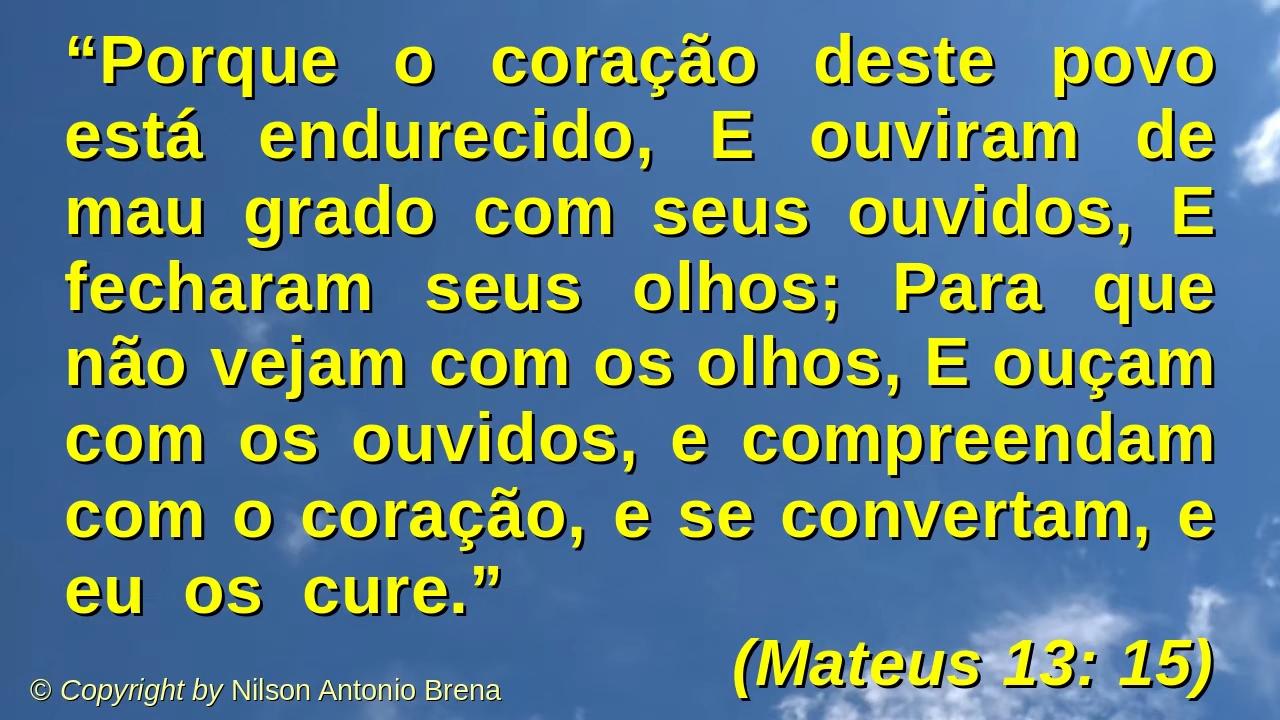 “Porque o coração deste povo
está endurecido, E ouviram de
mau grado com seus ouvidos, E
fecharam seus olhos; Para que
não vejam com os olhos, E ouçam
com os ouvidos, e compreendam
com o coração, e se convertam, e
eu os cure.”
(Mateus 13: 15)
© Copyright by Nilson Antonio Brena